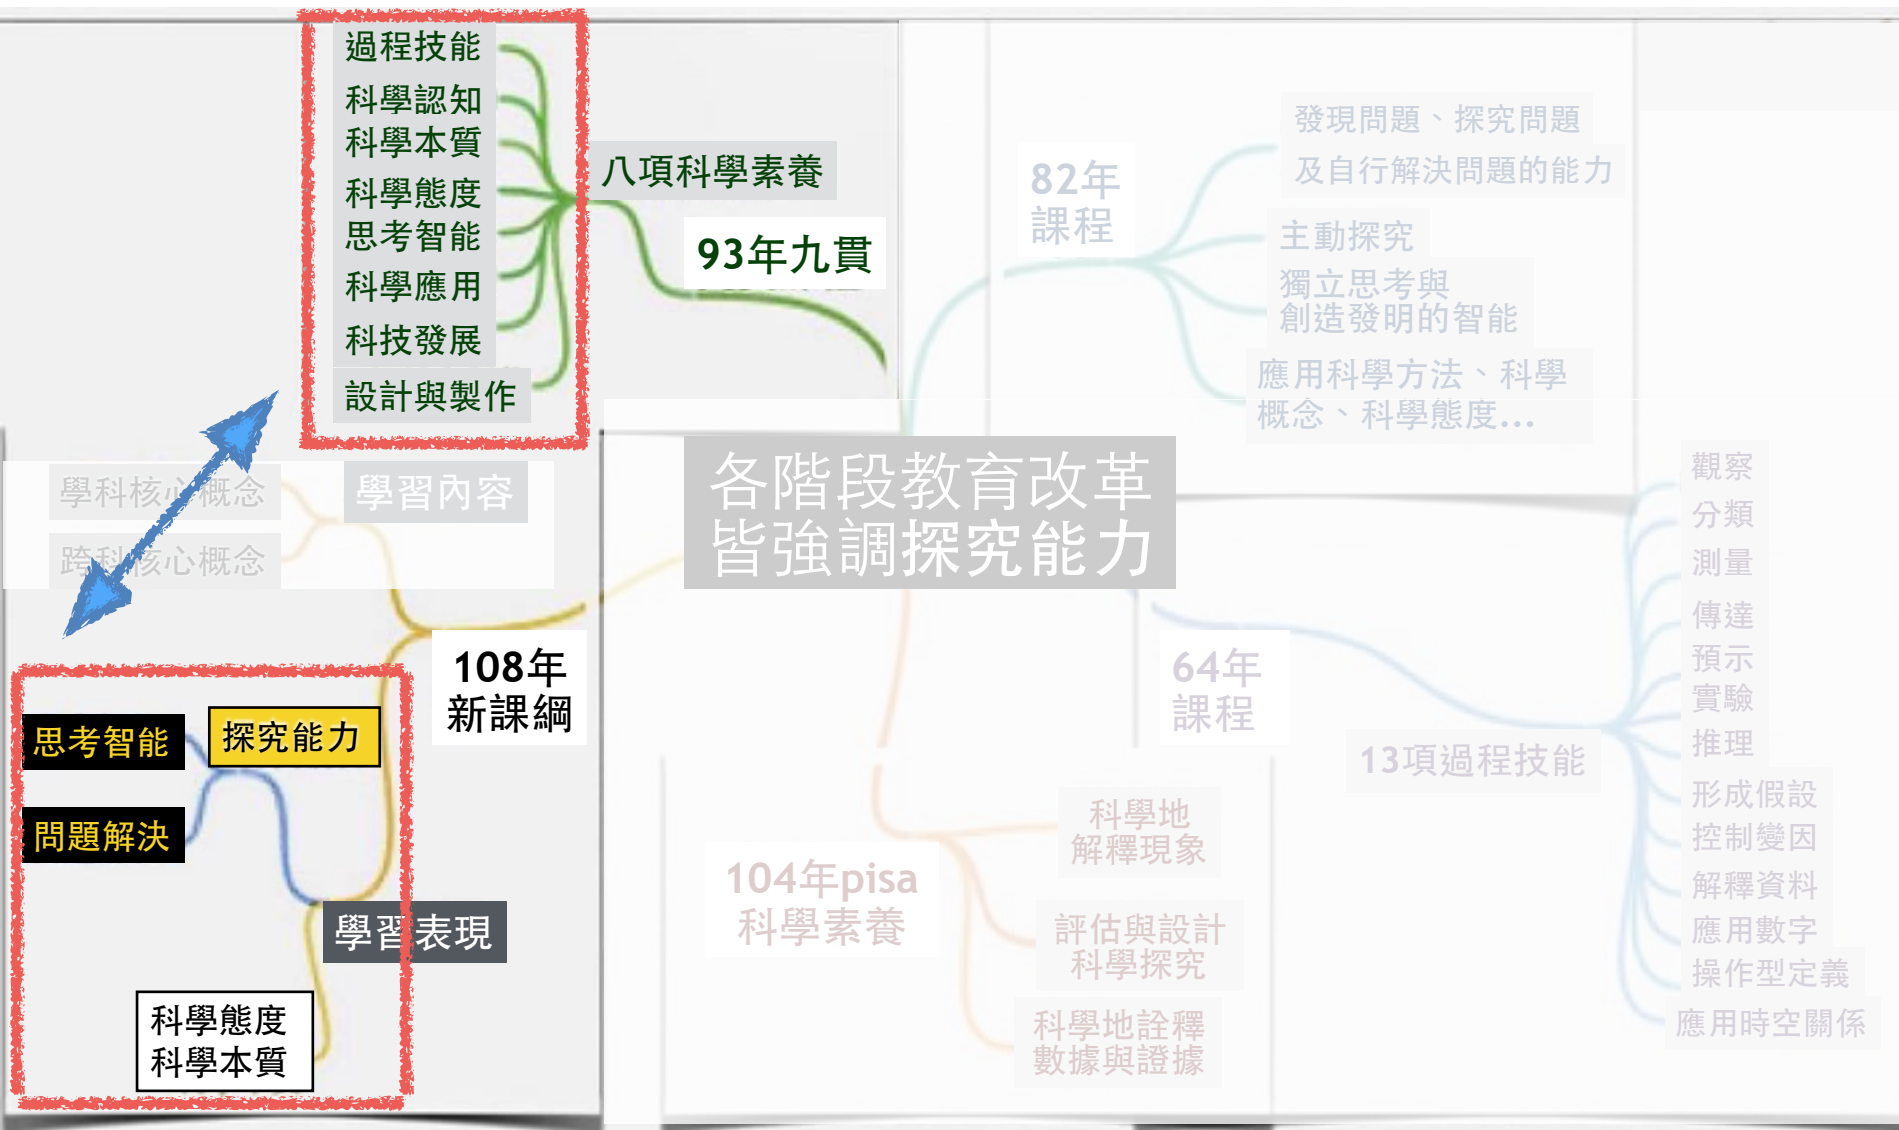 過程技能
科學認知
科學本質
科學態度
思考智能
科學應用
科技發展
設計與製作
八項科學素養
93年九貫
82年
課程
發現問題、探究問題
及自行解決問題的能力
主動探究
獨立思考與
創造發明的智能
應用科學方法、科學
概念、科學態度...
各階段教育改革
皆強調探究能力
學科核心概念
跨科核心概念
學習內容
108年
新課綱
思考智能
探究能力
問題解決
學習表現
科學態度
科學本質
104年pisa
科學素養
科學地
解釋現象
評估與設計
科學探究
科學地詮釋
數據與證據
64年
課程
13項過程技能
觀察
分類
測量
傳達
預示
實驗
推理
形成假設
控制變因
解釋資料
應用數字
操作型定義
應用時空關係